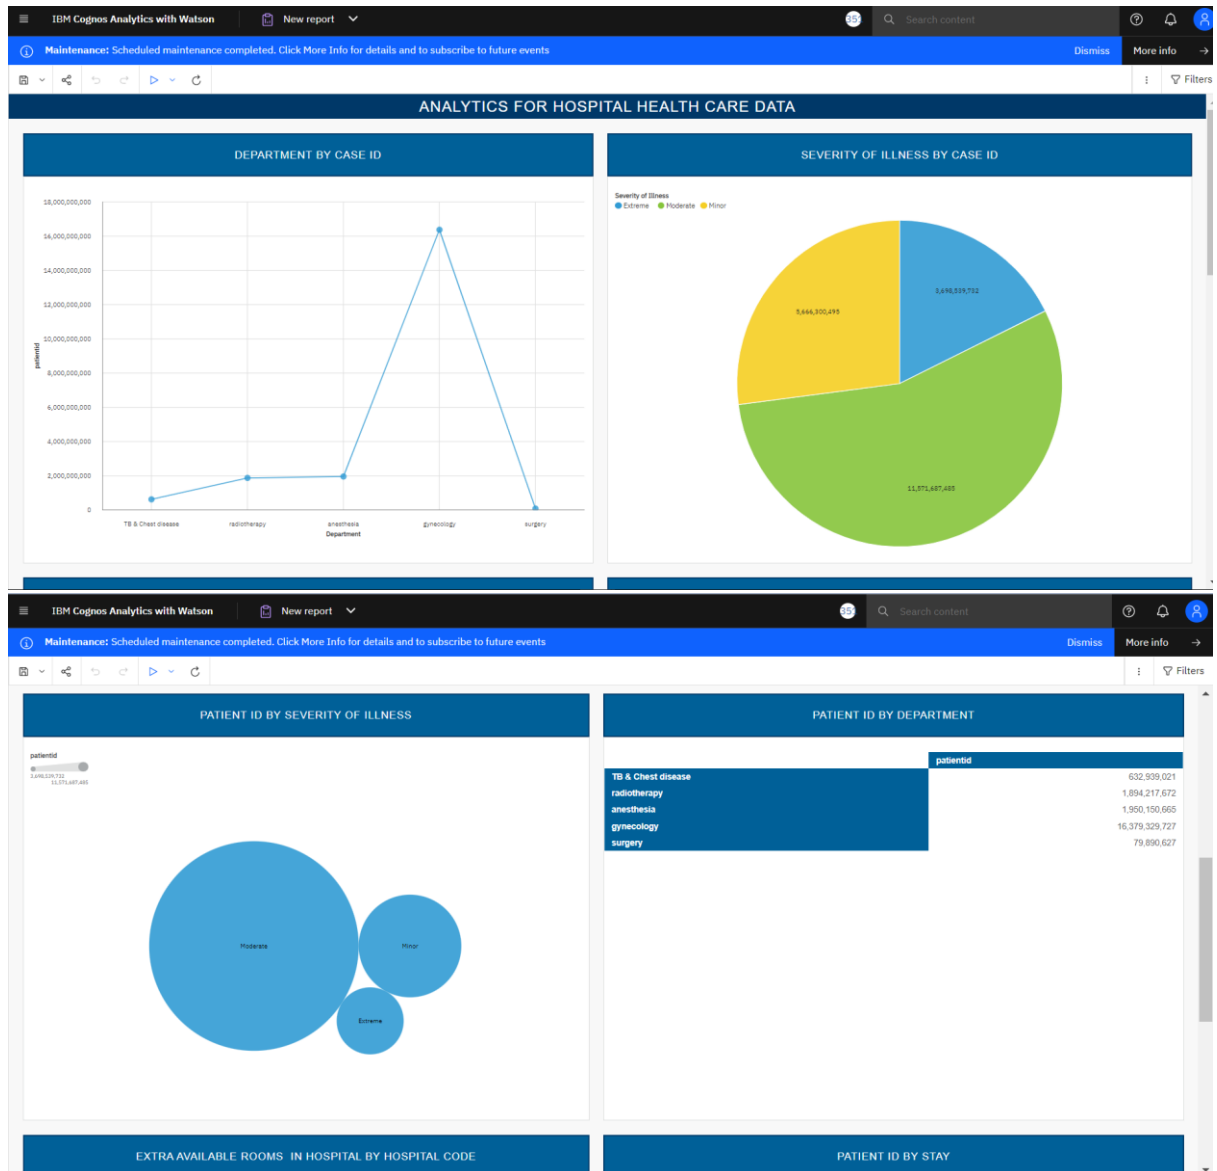 IBM Cognos Analytics with Watson
New report
Search content
Maintenance: Scheduled maintenance completed. Click More Info for details and to subscribe to future events
Dismiss
More info
Filters
ANALYTICS FOR HOSPITAL HEALTH CARE DATA
DEPARTMENT BY CASE ID
18,000,000,000
16,000,000,000
14,000,000,000
12,000,000,000
10,000,000,000
8,000,000,000
6,000,000,000
4,000,000,000
2,000,000,000
0
patientid
TB & Chest disease
radiotherapy
anesthesia
gynecology
surgery
Department
SEVERITY OF ILLNESS BY CASE ID
Severity of Illness
Extreme Moderate Minor
3,698,539,732
5,666,300,495
11,571,687,485
IBM Cognos Analytics with Watson
New report
Search content
Maintenance: Scheduled maintenance completed. Click More Info for details and to subscribe to future events
Dismiss
More info
Filters
PATIENT ID BY SEVERITY OF ILLNESS
patientid
3,698,539,732
11,571,687,485
Moderate
Minor
Extreme
PATIENT ID BY DEPARTMENT
patientid
TB & Chest disease 632,939,021
radiotherapy 1,894,217,672
anesthesia 1,950,150,665
gynecology 16,379,329,727
surgery 79,890,627
EXTRA AVAILABLE ROOMS IN HOSPITAL BY HOSPITAL CODE
PATIENT ID BY STAY